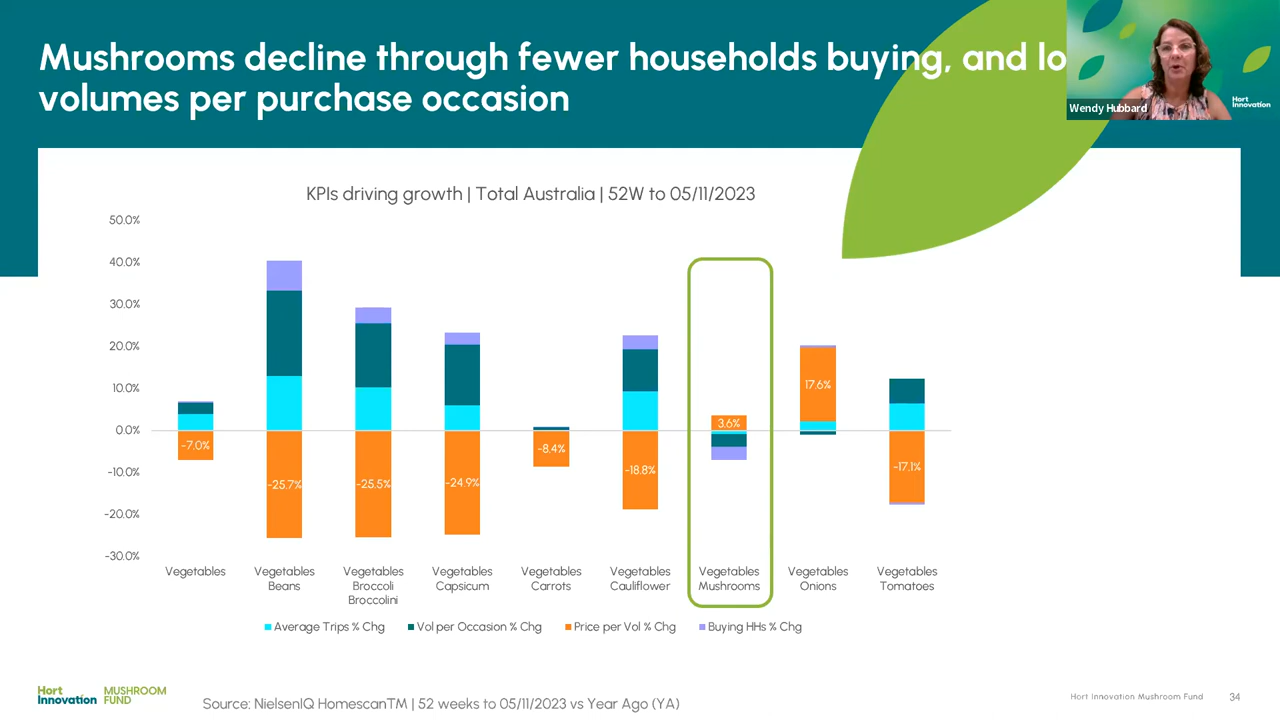 Mushrooms decline through fewer households buying, and lo
volumes per purchase occasion
Wendy Hubbard
Hort
Innovation
KPIs driving growth | Total Australia | 52W to 05/11/2023
50.0%
40.0%
30.0%
20.0%
10.0%
0.0%
-10.0%
-20.0%
-30.0%
-7.0%
-25.7%
-25.5%
-24.9%
-8.4%
-18.8%
3.6%
17.6%
-17.1%
Vegetables
Vegetables
Beans
Vegetables
Broccoli
Broccolini
Vegetables
Capsicum
Vegetables
Carrots
Vegetables
Cauliflower
Vegetables
Mushrooms
Vegetables
Onions
Vegetables
Tomatoes
Average Trips % Chg
Vol per Occasion % Chg
Price per Vol % Chg
Buying HHs % Chg
Hort
Innovation
MUSHROOM
FUND
Source: NielsenIQ HomescanTM | 52 weeks to 05/11/2023 vs Year Ago (YA)
Hort Innovation Mushroom Fund
34